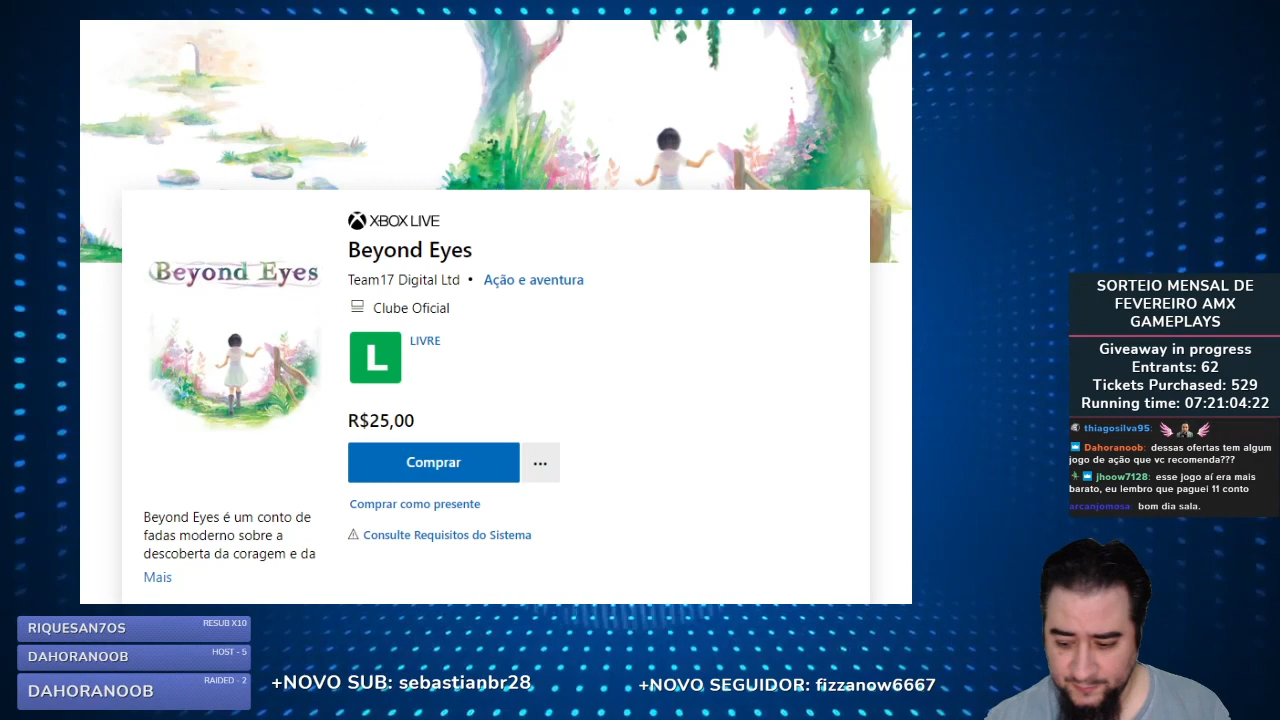 XBOX LIVE
Beyond Eyes
Team17 Digital Ltd • Ação e aventura
Clube Oficial
L
LIVRE
R$25,00
Comprar
...
Comprar como presente
Consulte Requisitos do Sistema
Beyond Eyes
Beyond Eyes é um conto de
fadas moderno sobre a
descoberta da coragem e da
Mais
SORTEIO MENSAL DE
FEVEREIRO AMX
GAMEPLAYS
Giveaway in progress
Entrants: 62
Tickets Purchased: 529
Running time: 07:21:04:22
thiagosilva95:
Dahoranoob: dessas ofertas tem algum
jogo de ação que vc recomenda???
jhoow7128: esse jogo aí era mais
barato, eu lembro que paguei 11 conto
arcanjomosa: bom dia sala.
RIQUESAN7OS RESUB X10
DAHORANOOB HOST - 5
DAHORANOOB RAIDED - 2
+NOVO SUB: sebastianbr28
+NOVO SEGUIDOR: fizzanow6667